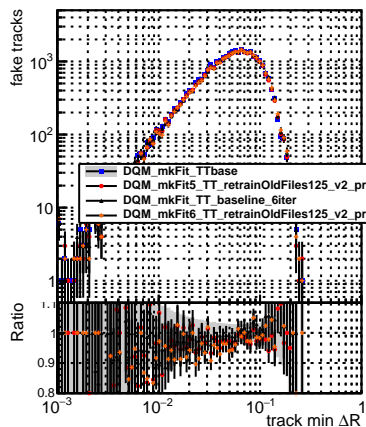 fake tracks
10³
10²
DQM_mkFit_TTbase
DQM_mkFit5_TT_retrainOldFiles125_v2_pr
DQM_mkFit_TT_baseline_6iter
DQM_mkFit6_TT_retrainOldFiles125_v2_pr
10
1
Ratio
1.1
1
0.9
0.8
10⁻³ 10⁻² 10⁻¹ 1
track min ΔR